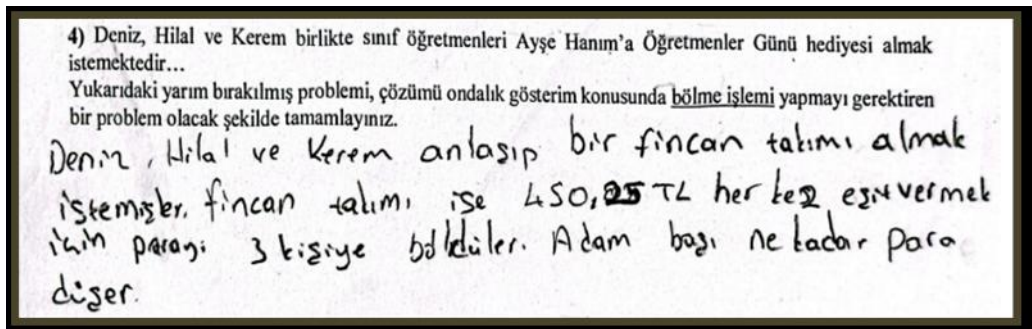 4) Deniz, Hilal ve Kerem birlikte sınıf öğretmenleri Ayşe Hanım'a Öğretmenler Günü hediyesi almak
istemektedir...
Yukarıdaki yarım bırakılmış problemi, çözümü ondalık gösterim konusunda bölme işlemi yapmayı gerektiren
bir problem olacak şekilde tamamlayınız.
Deniz, Hilal ve Kerem anlaşıp bir fincan takımı almak
istemişler. fincan takımı ise 450,25 TL herkes eşit vermek
için parayı 3 kişiye böldüler. Adam başı ne kadar para
düşer.